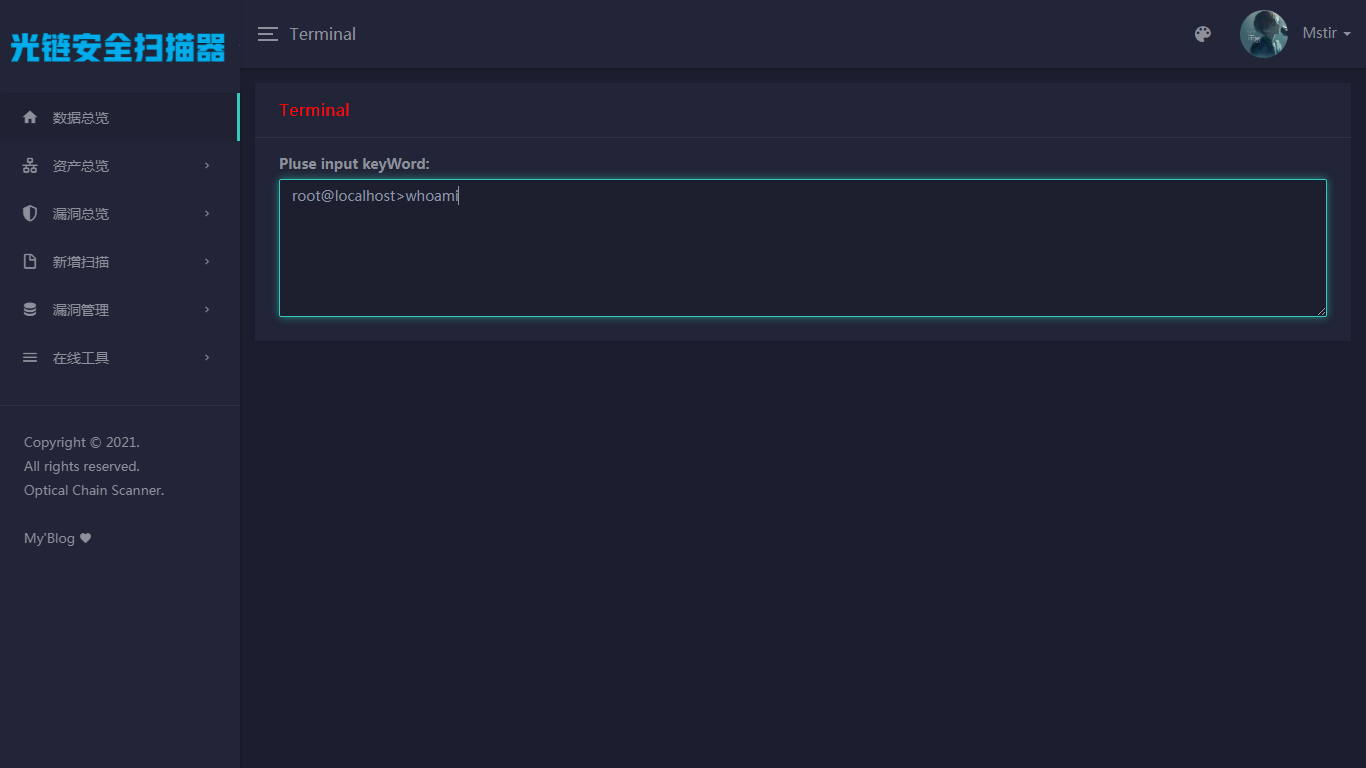 光链安全扫描器
Terminal
Mstir
数据总览
资产总览
漏洞总览
新增扫描
漏洞管理
在线工具
Copyright © 2021.
All rights reserved.
Optical Chain Scanner.
My'Blog
Terminal
Pluse input keyWord:
root@localhost>whoami